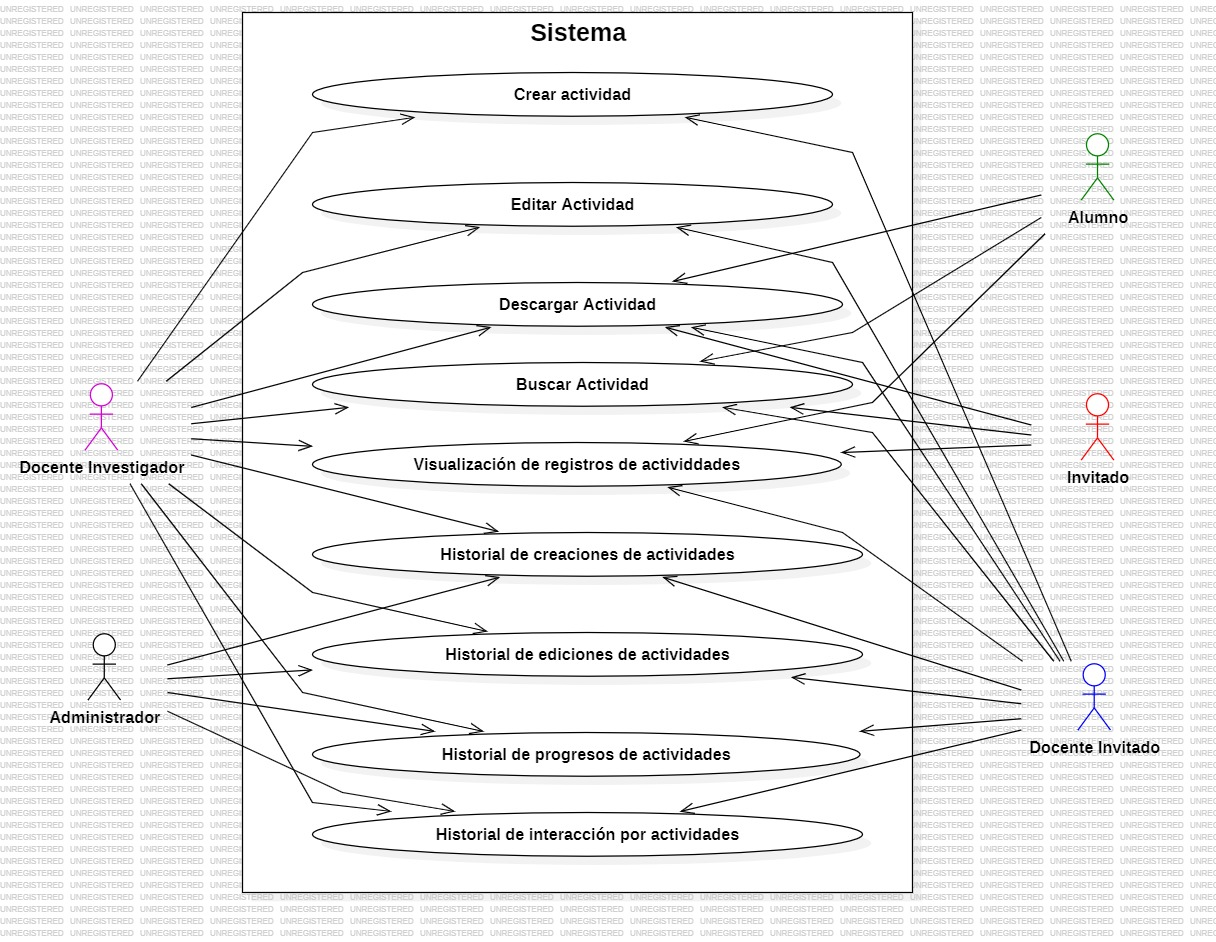 Sistema
Crear actividad
Editar Actividad
Alumno
Descargar Actividad
Buscar Actividad
Docente Investigador
Visualización de registros de actividdades
Invitado
Historial de creaciones de actividades
Historial de ediciones de actividades
Administrador
Historial de progresos de actividades
Docente Invitado
Historial de interacción por actividades
UNREGISTERED